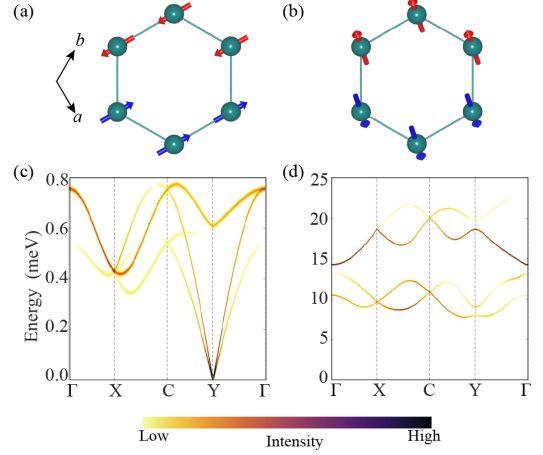 (a)
(b)
b
a
(c)
(d)
Energy (meV)
0.8
0.6
0.4
0.2
0.0
Γ X C Y Γ
25
20
15
10
5
0
Γ X C Y Γ
Low Intensity High